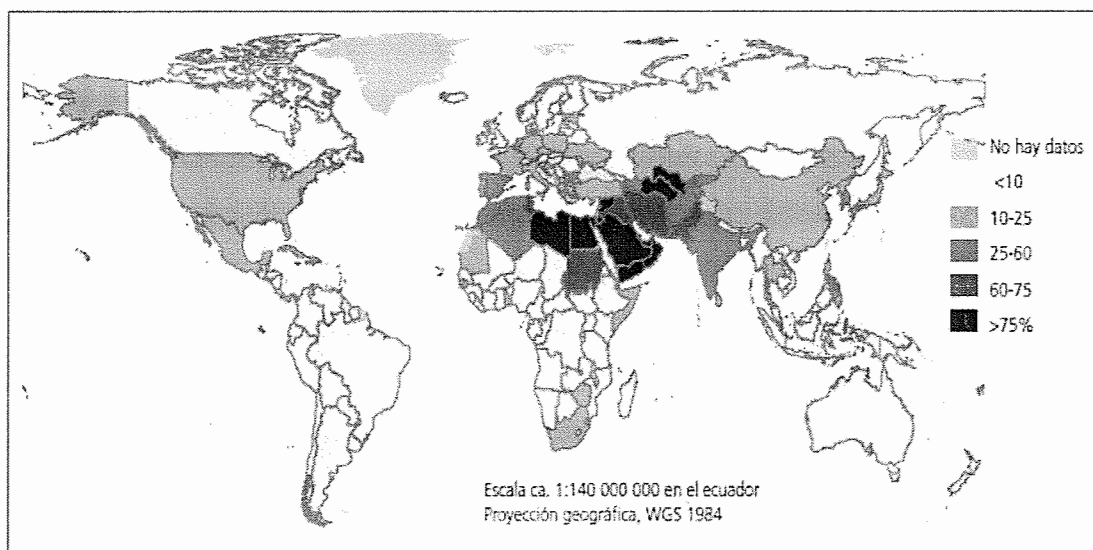 No hay datos
<10
10-25
25-60
60-75
>75%
Escala ca. 1:140 000 000 en el ecuador
Proyección geográfica, WGS 1984